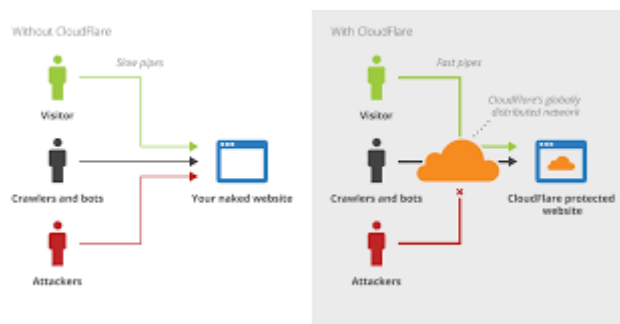 Without CloudFlare
Slow pipes
Visitor
Crawlers and bots
Your naked website
Attackers
With CloudFlare
Fast pipes
CloudFlare's globally
distributed network
Visitor
Crawlers and bots
CloudFlare protected
website
Attackers